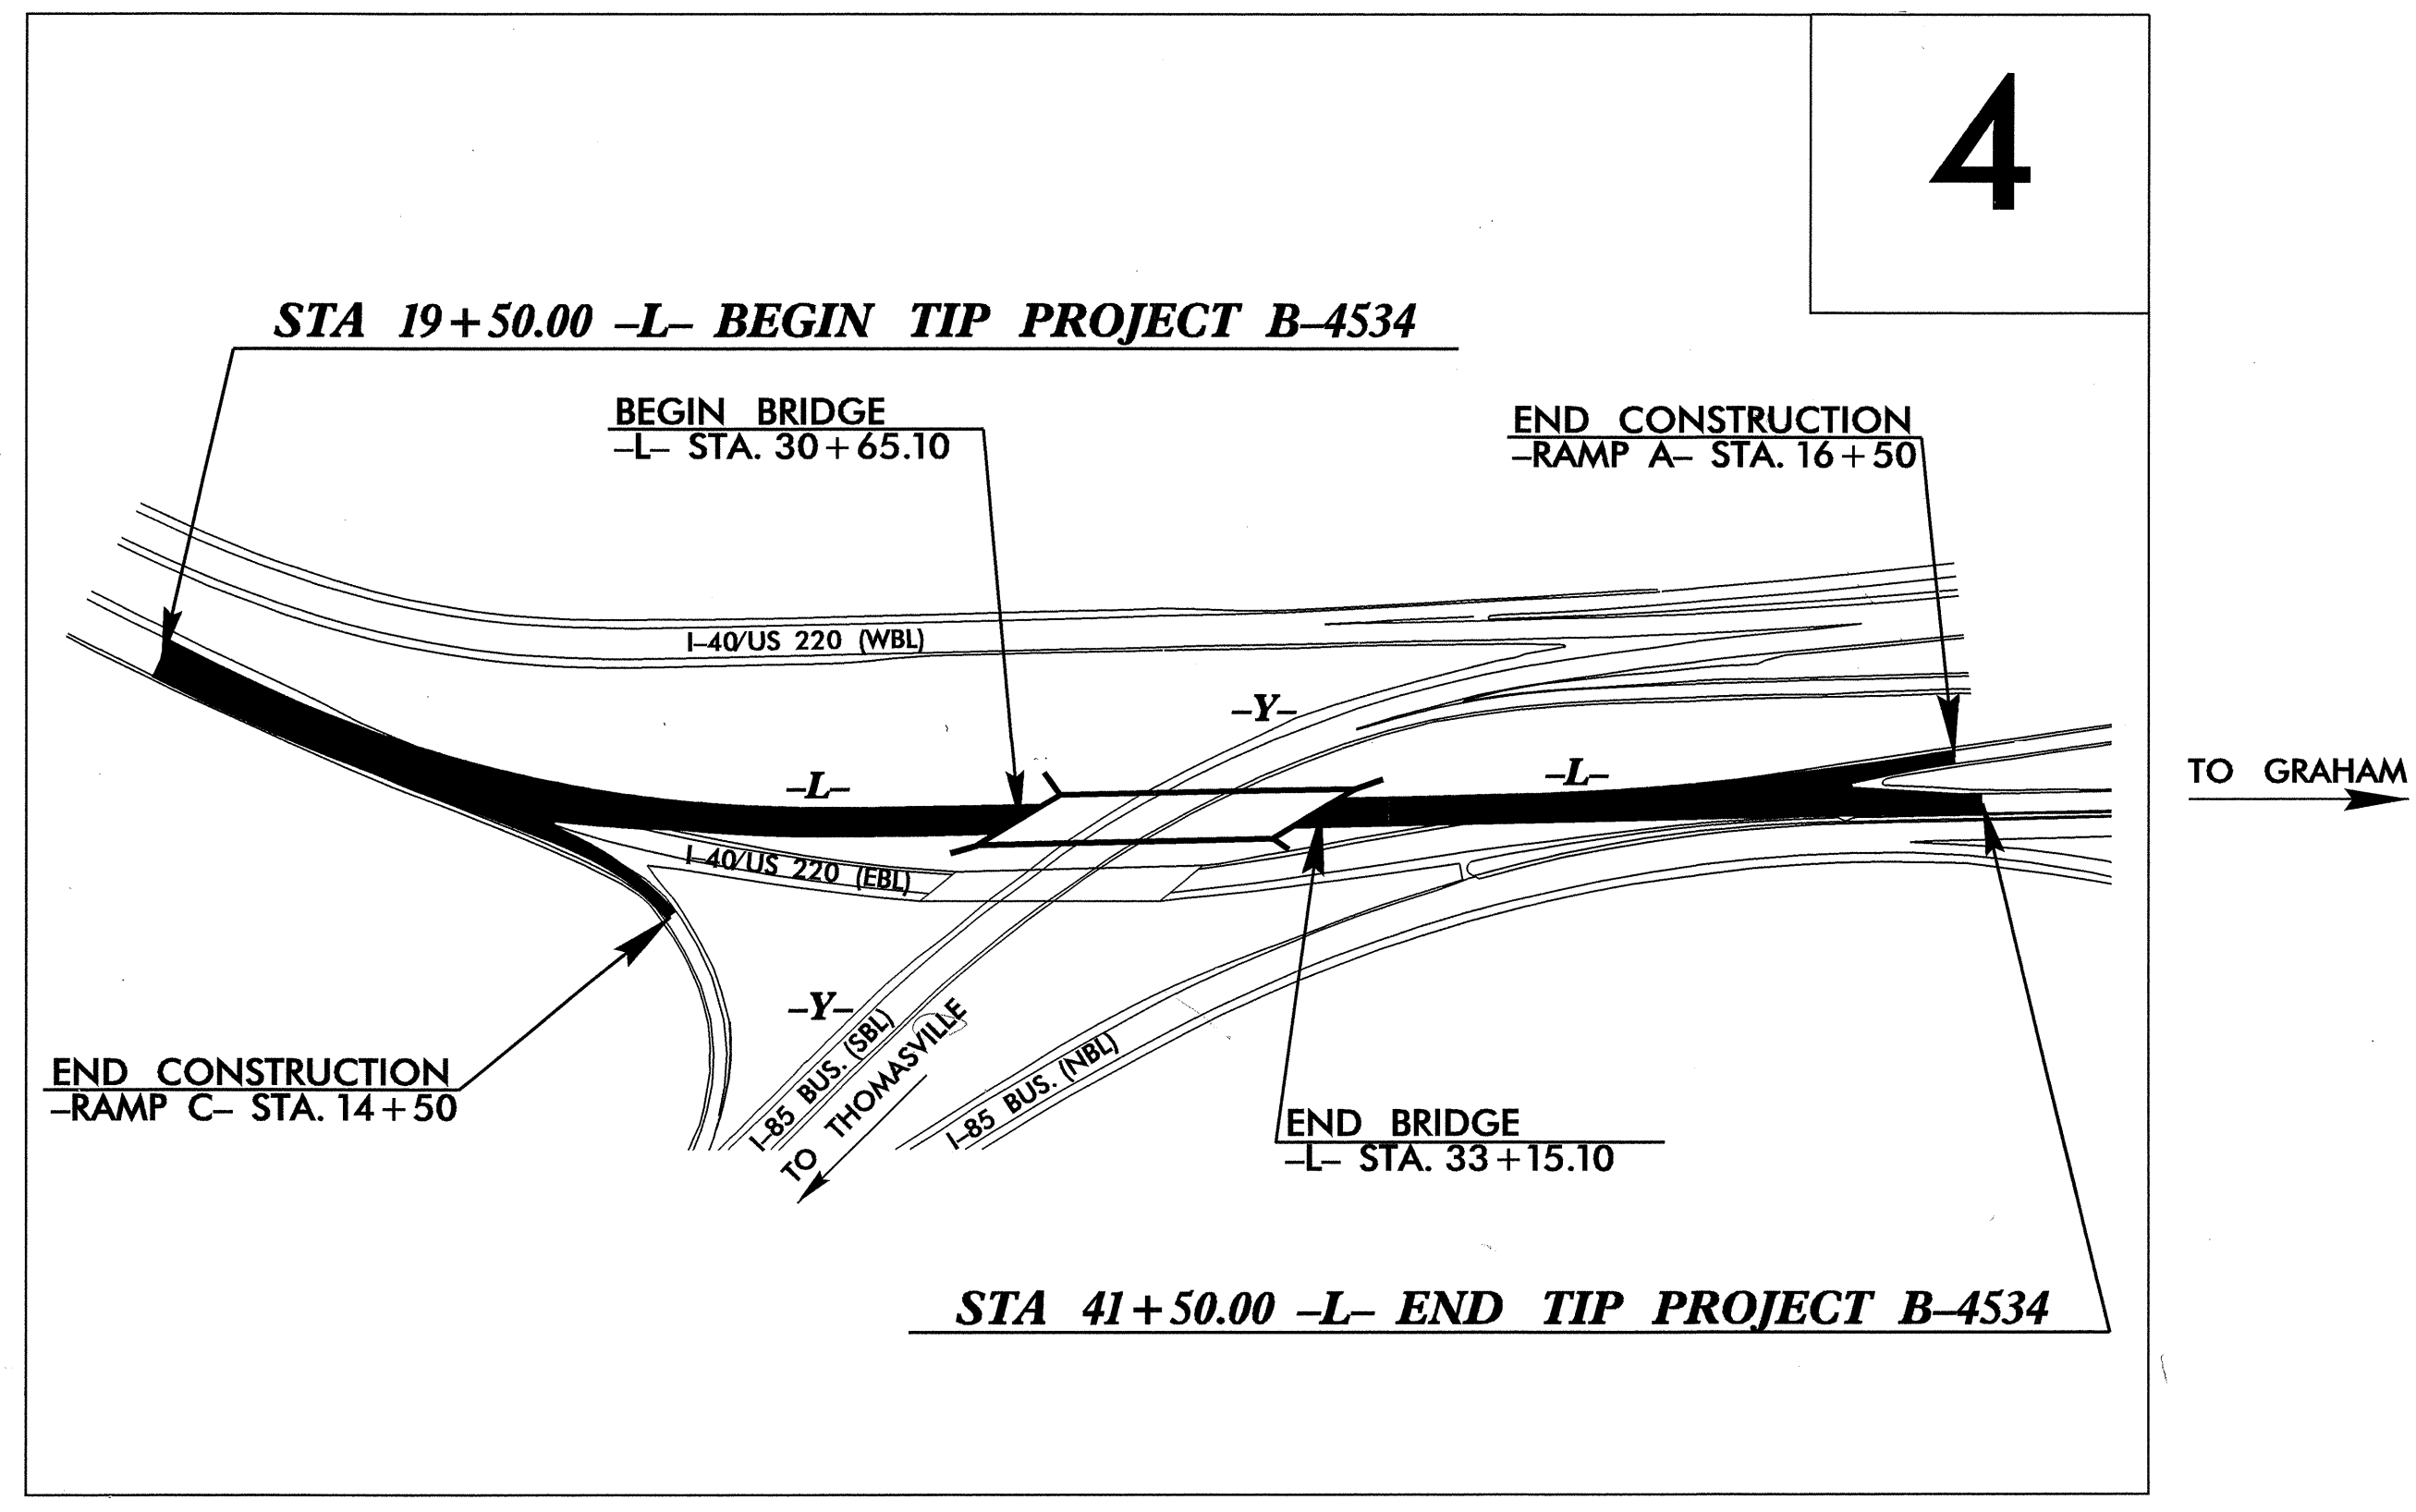 4
STA 19+50.00 –L– BEGIN TIP PROJECT B–4534
BEGIN BRIDGE
–L– STA. 30+65.10
END CONSTRUCTION
–RAMP A– STA. 16+50
I–40/US 220 (WBL)
–Y–
–L–
–L–
TO GRAHAM
I–40/US 220 (EBL)
–Y–
I–85 BUS. (SBL)
TO THOMASVILLE
I–85 BUS. (NBL)
END CONSTRUCTION
–RAMP C– STA. 14+50
END BRIDGE
–L– STA. 33+15.10
STA 41+50.00 –L– END TIP PROJECT B–4534